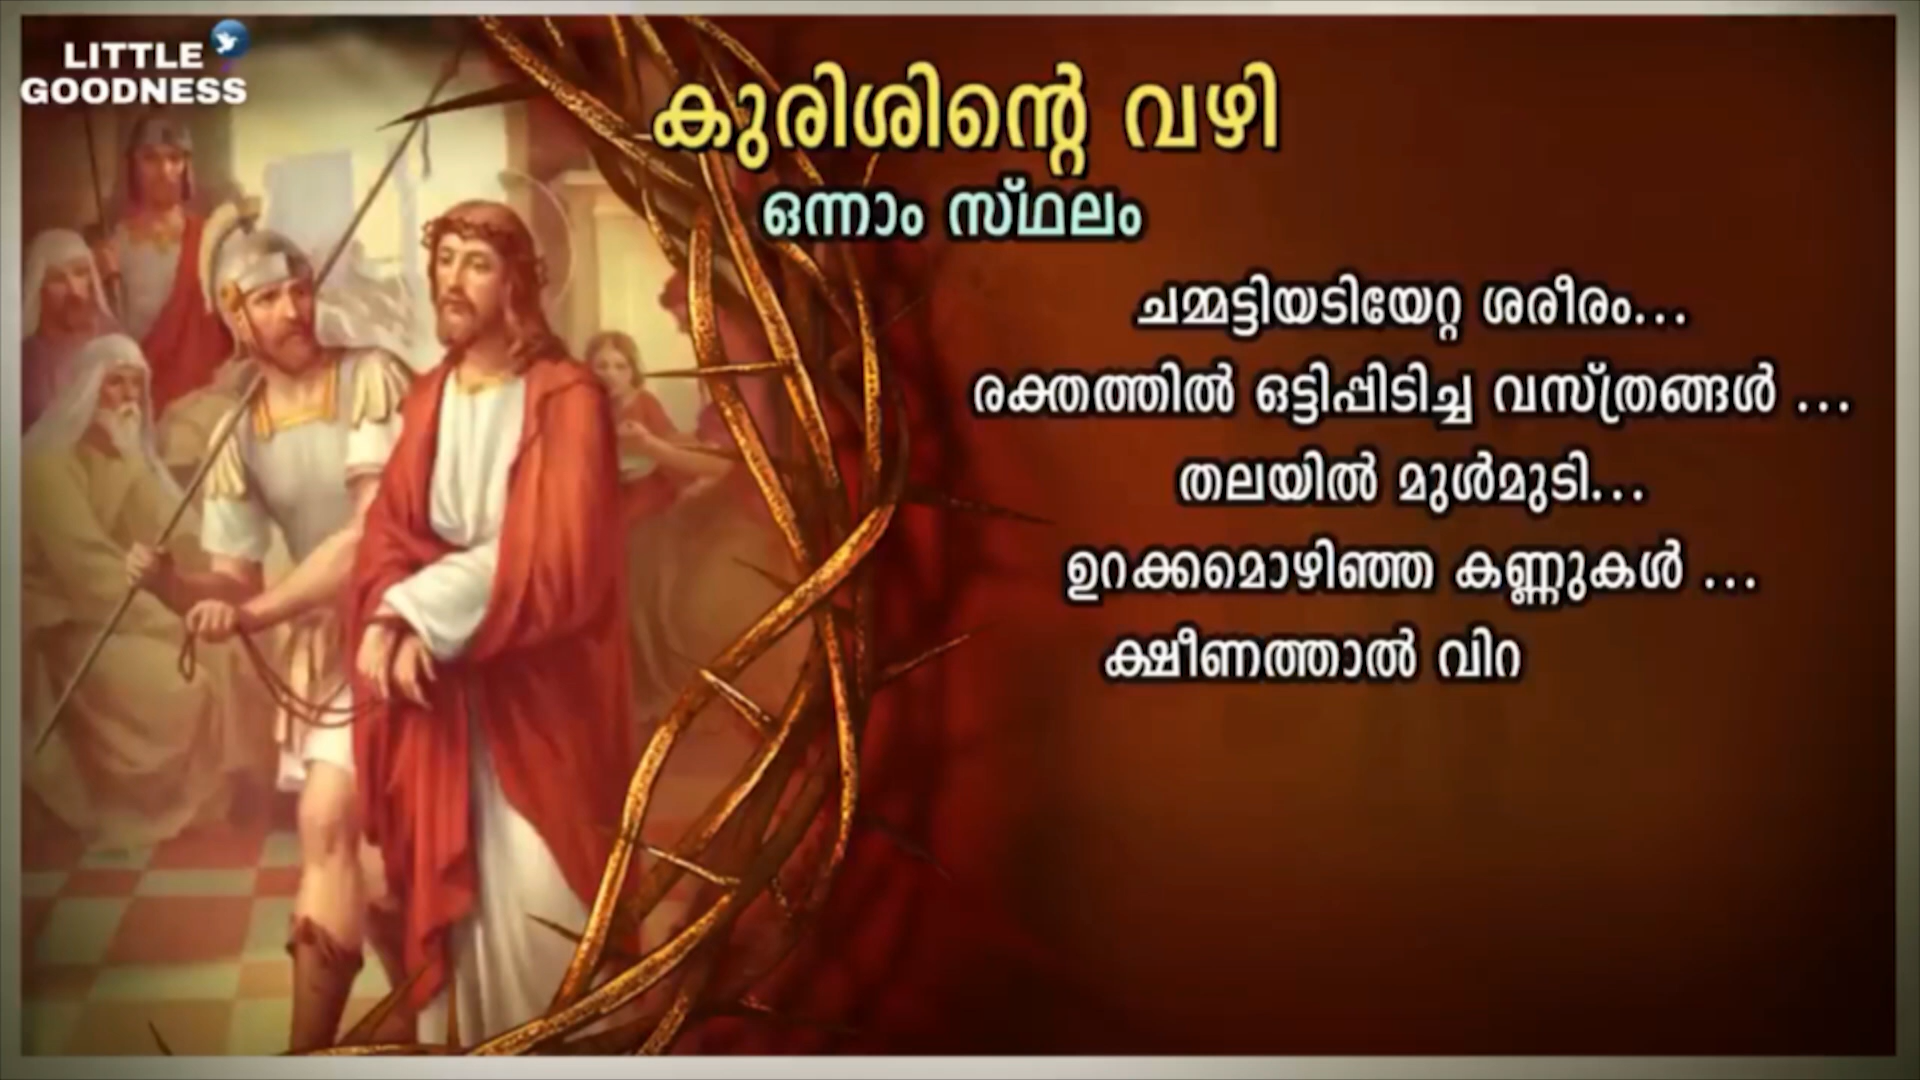 LITTLE
GOODNESS
കുരിശിന്റെ വഴി
ഒന്നാം സ്ഥലം
ചമ്മട്ടിയടിയേറ്റ ശരീരം...
രക്തത്തിൽ ഒട്ടിപ്പിടിച്ച വസ്ത്രങ്ങൾ ...
തലയിൽ മുൾമുടി...
ഉറക്കമൊഴിഞ്ഞ കണ്ണുകൾ ...
ക്ഷീണത്താൽ വിറ